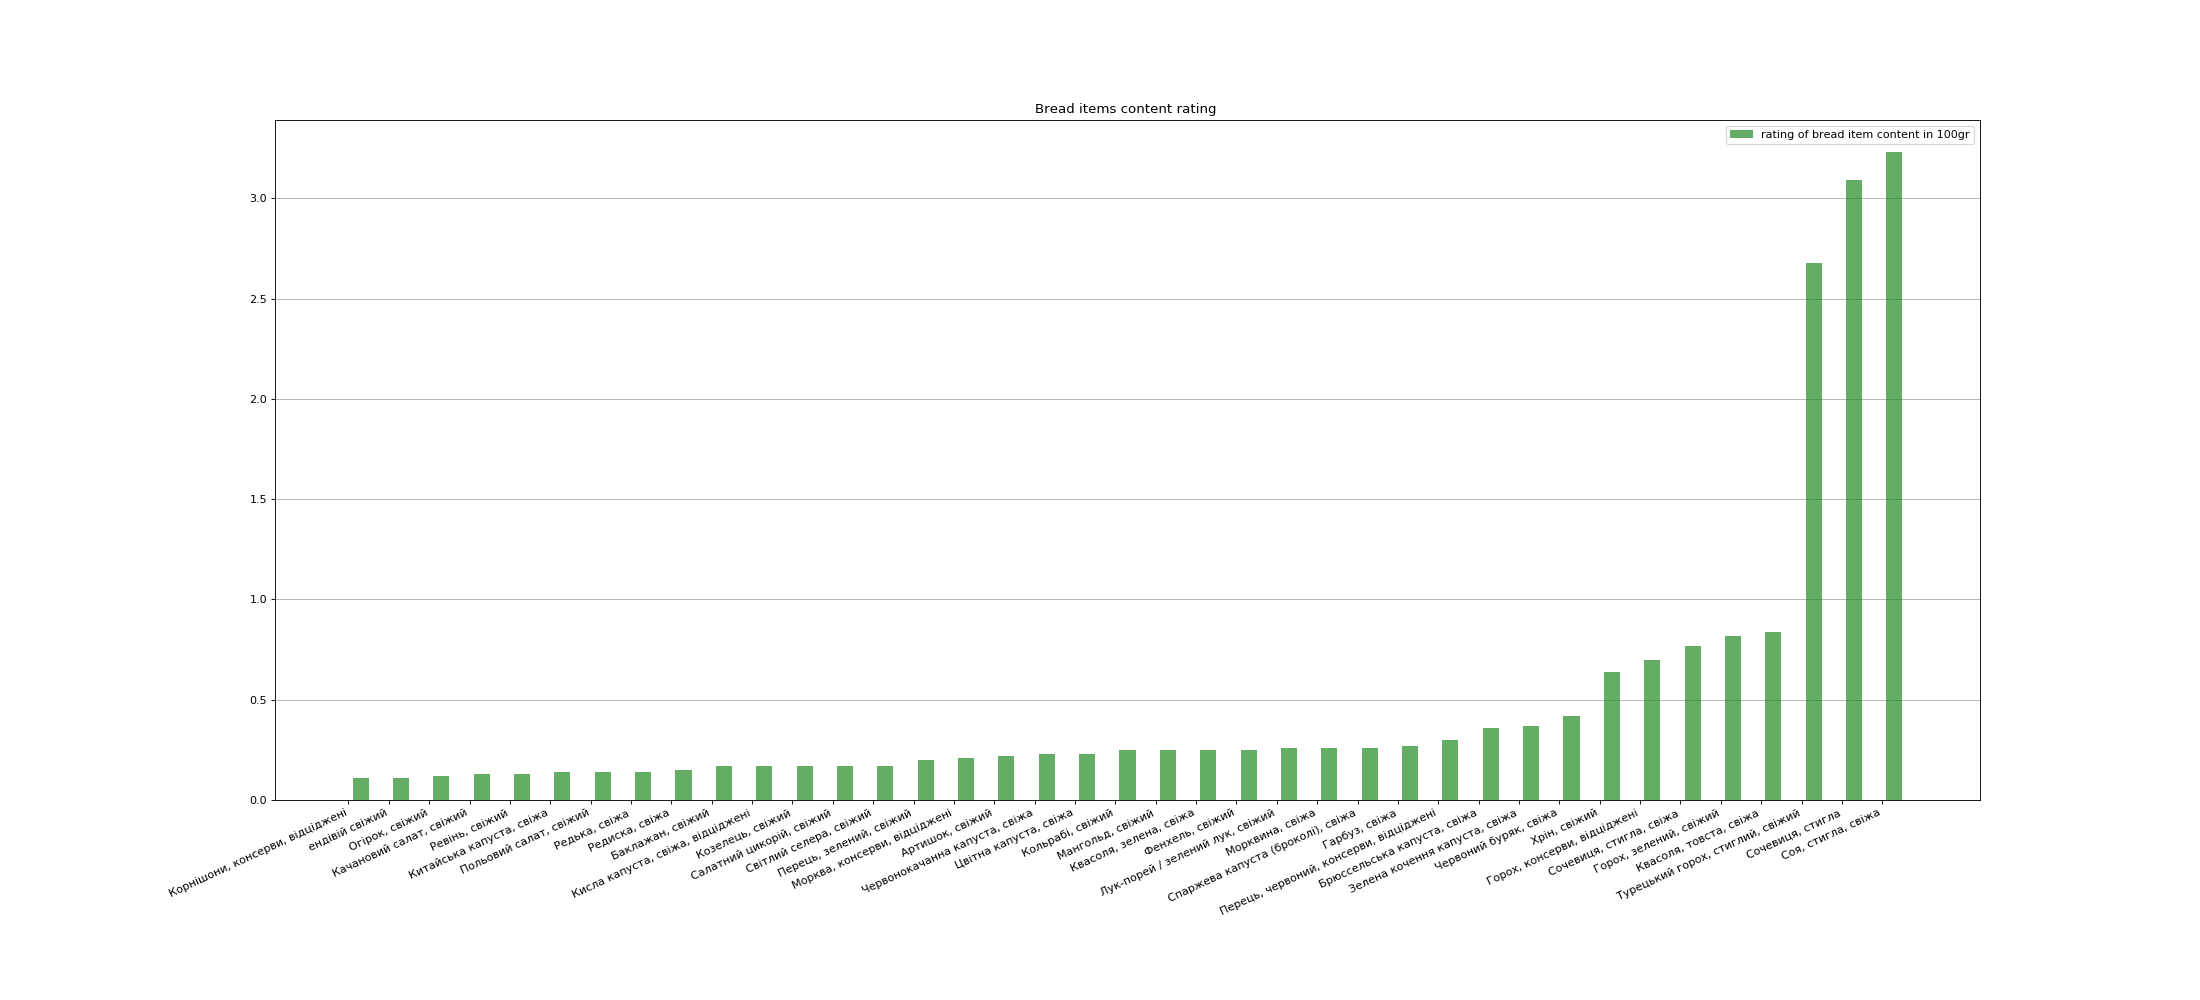 Bread items content rating
rating of bread item content in 100gr
3.0
2.5
2.0
1.5
1.0
0.5
0.0
Корнішони, консерви, відціджені
ендівій свіжий
Огірок, свіжий
Качановий салат, свіжий
Ревінь, свіжий
Китайська капуста, свіжа
Польовий салат, свіжий
Редька, свіжа
Редиска, свіжа
Баклажан, свіжий
Кисла капуста, свіжа, відціджені
Козелець, свіжий
Салатний цикорій, свіжий
Світлий селера, свіжий
Перець, зелений, свіжий
Морква, консерви, відціджені
Артишок, свіжий
Червонокачанна капуста, свіжа
Цвітна капуста, свіжа
Кольрабі, свіжий
Мангольд, свіжий
Квасоля, зелена, свіжа
Фенхель, свіжий
Лук-порей / зелений лук, свіжий
Морквина, свіжа
Спаржева капуста (броколі), свіжа
Гарбуз, свіжа
Перець, червоний, консерви, відціджені
Брюссельська капуста, свіжа
Зелена кочення капуста, свіжа
Червоний буряк, свіжа
Хрін, свіжий
Горох, консерви, відціджені
Сочевиця, стигла, свіжа
Горох, зелений, свіжий
Квасоля, товста, свіжа
Турецький горох, стиглий, свіжий
Сочевиця, стигла
Соя, стигла, свіжа